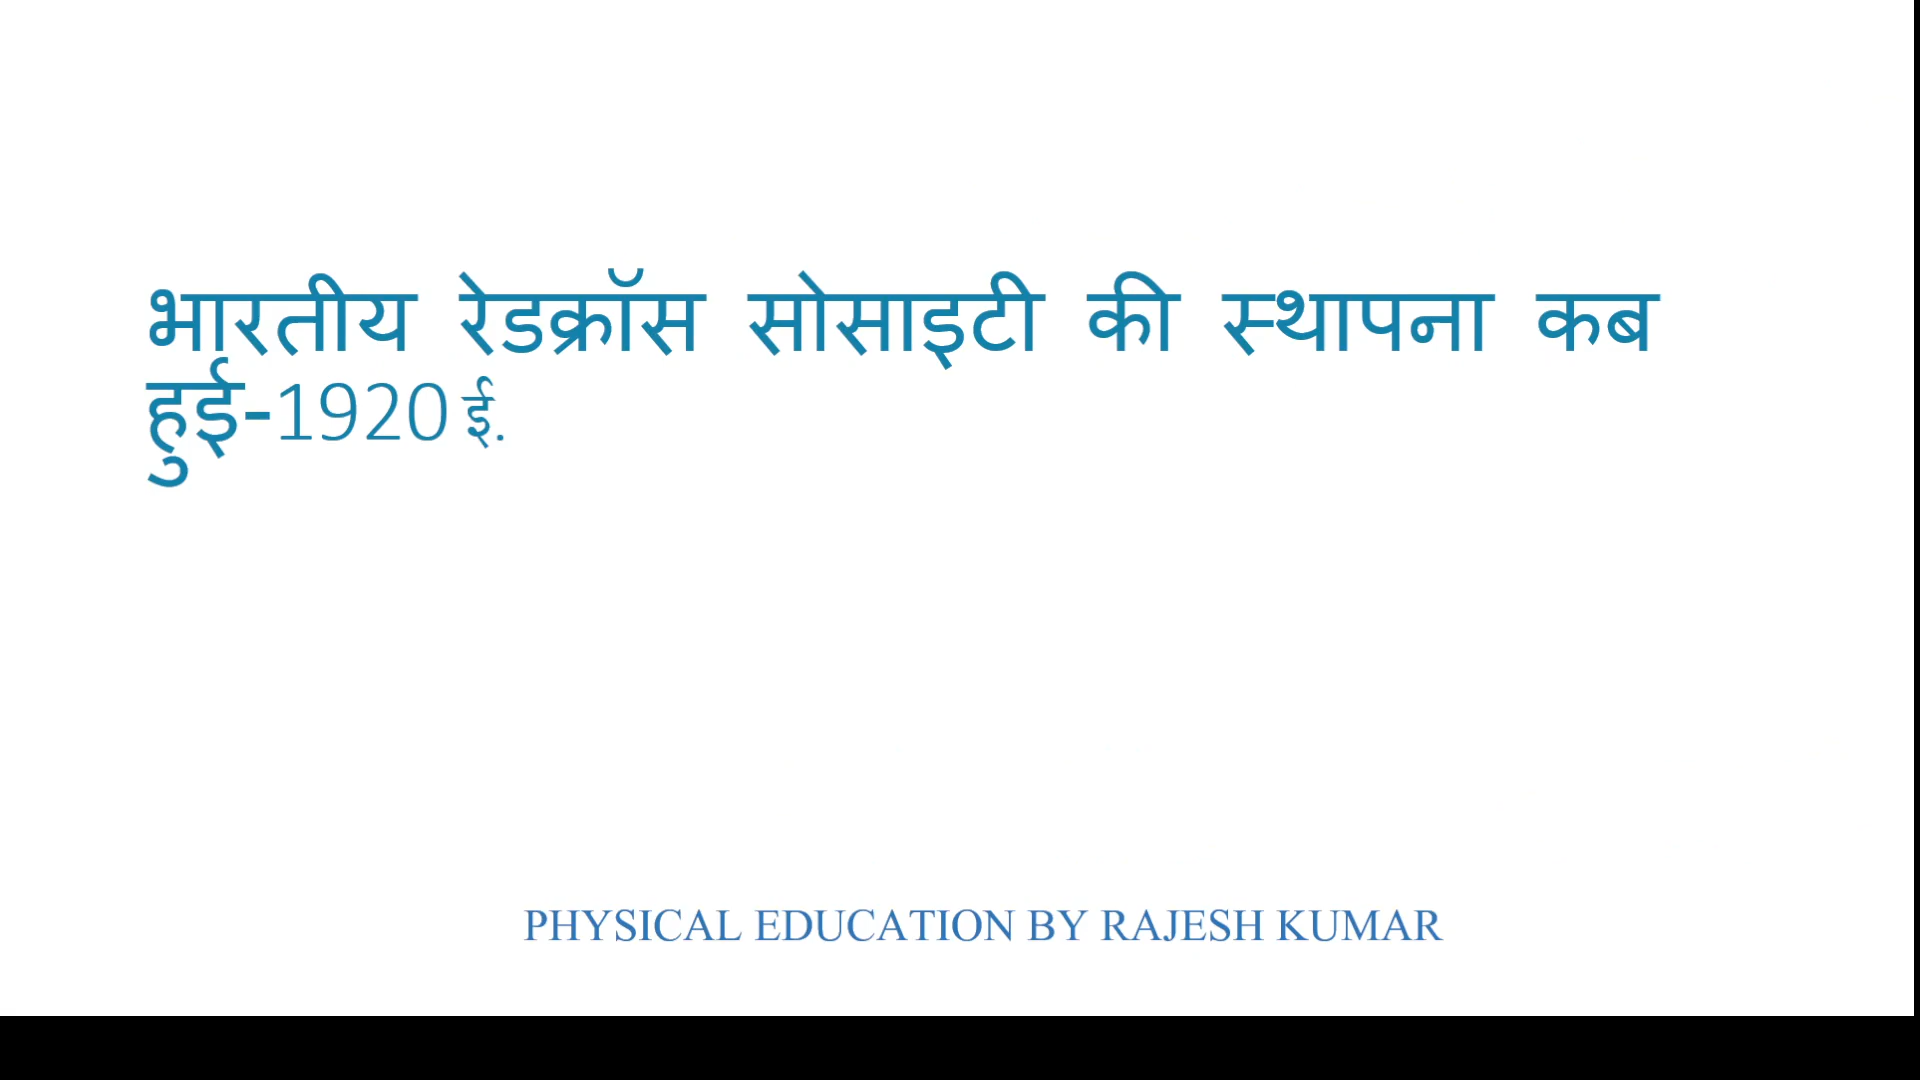 भारतीय रेडक्रॉस सोसाइटी की स्थापना कब
हुई-1920 ई.
PHYSICAL EDUCATION BY RAJESH KUMAR